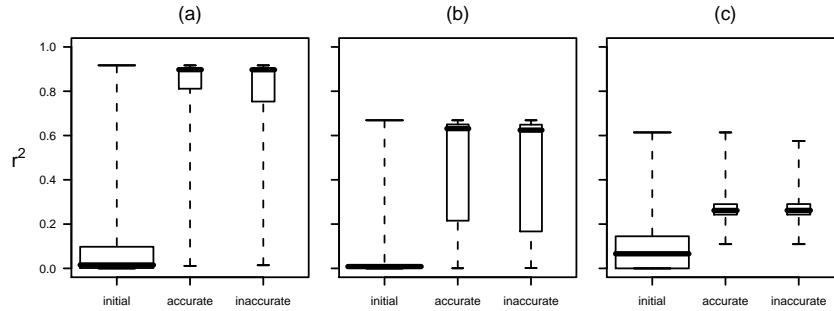 (a) (b) (c)
r²
1.0
0.8
0.6
0.4
0.2
0.0
initial accurate inaccurate initial accurate inaccurate initial accurate inaccurate